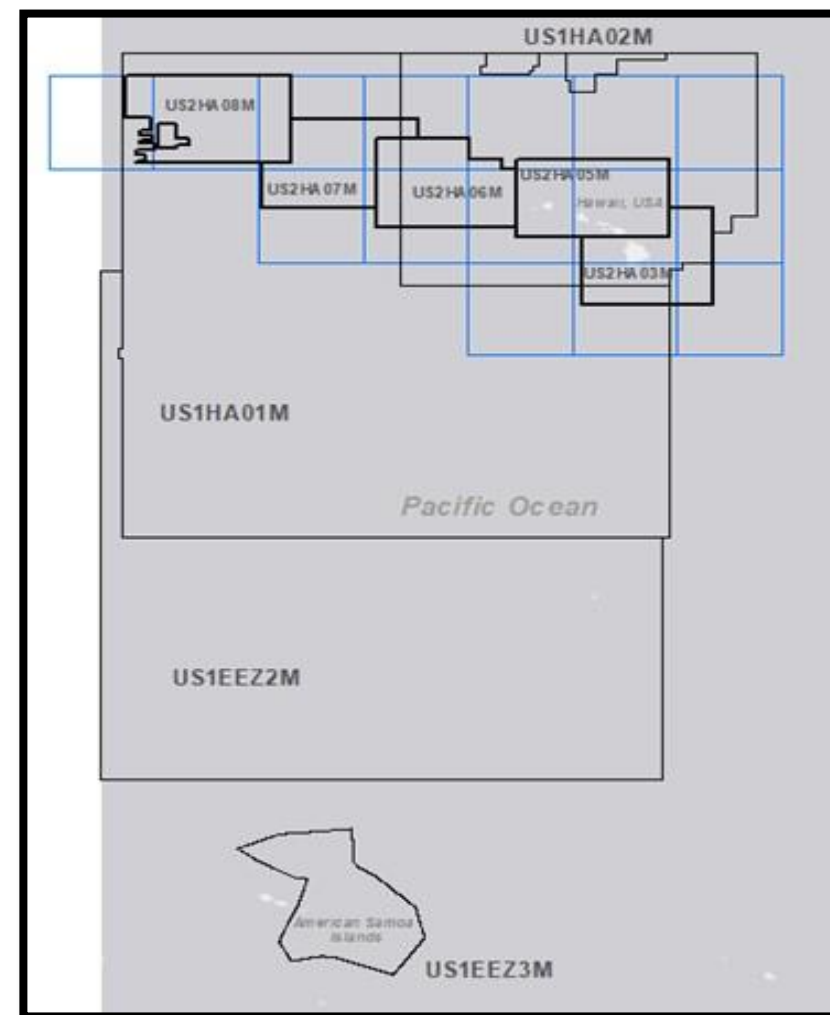 US1HA02M
US2HA08M
US2HA05M
US2HA07M
US2HA06M
Hawaii, USA
US2HA03M
US1HA01M
Pacific Ocean
US1EEZ2M
American Samoa
Islands
US1EEZ3M